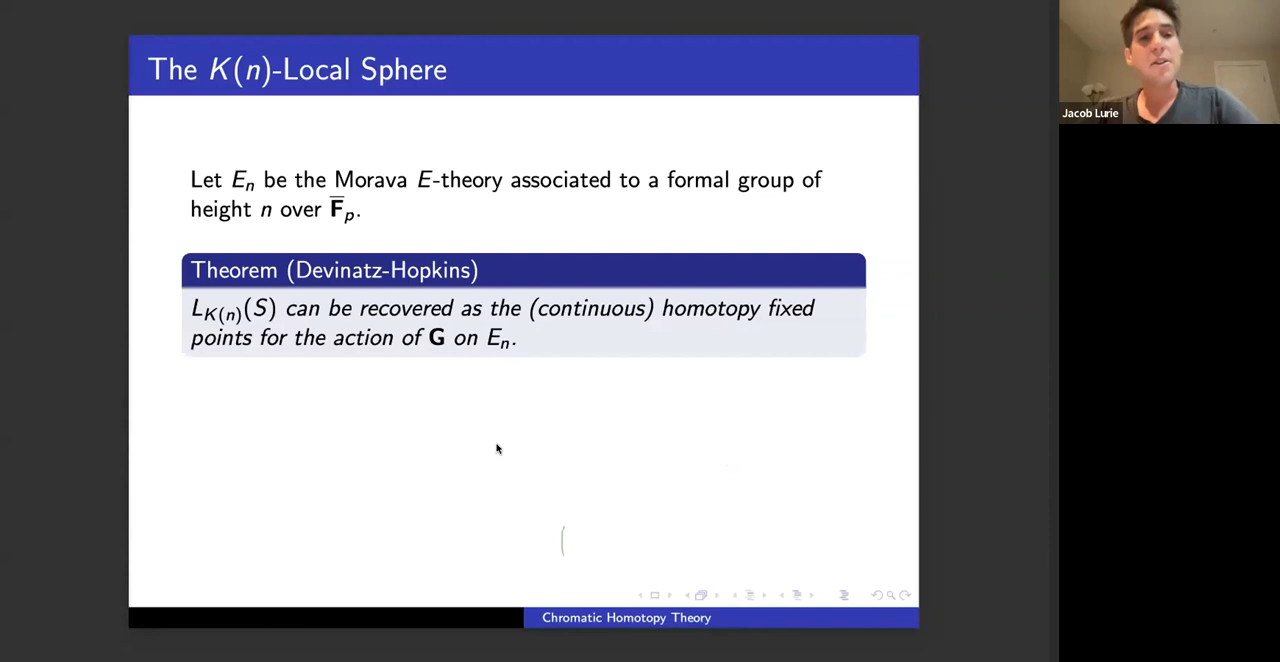 The K(n)-Local Sphere
Jacob Lurie
Let Eₙ be the Morava E-theory associated to a formal group of
height n over F̅ₚ.
Theorem (Devinatz-Hopkins)
L_{K(n)}(S) can be recovered as the (continuous) homotopy fixed
points for the action of G on Eₙ.
Chromatic Homotopy Theory